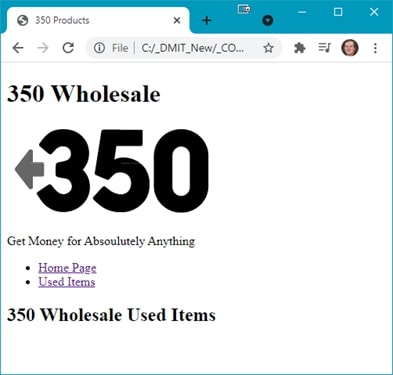 350 Products
File
C:/_DMIT_New/_CO...
350 Wholesale
350
Get Money for Absoulutely Anything
Home Page
Used Items
350 Wholesale Used Items